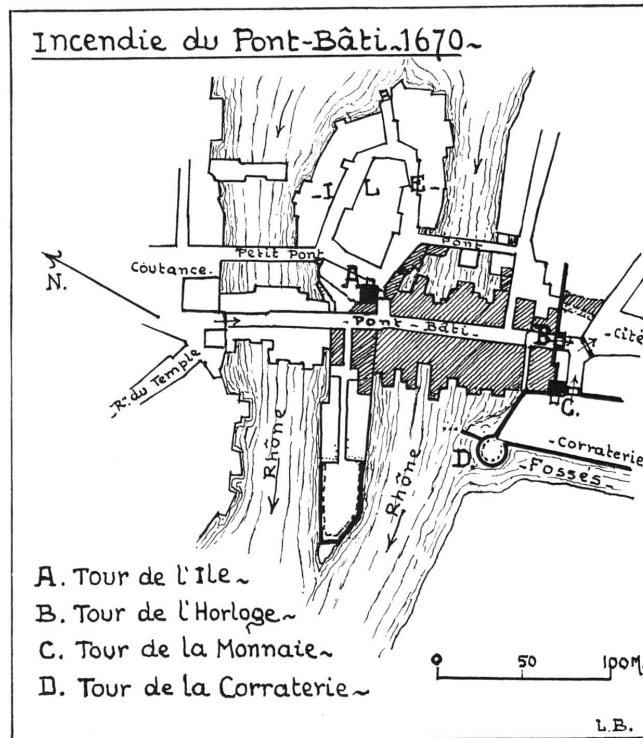 Incendie du Pont-Bâti 1670
I L E
Petit Pont
Pont
Coutance.
N.
A
Pont-Bâti
B
Cité
R. du Temple
C.
Corraterie
D.
Fossés
Rhône
Rhône
A. Tour de l'Ile
B. Tour de l'Horloge
C. Tour de la Monnaie
D. Tour de la Corraterie
0 50 100 M.
L.B.